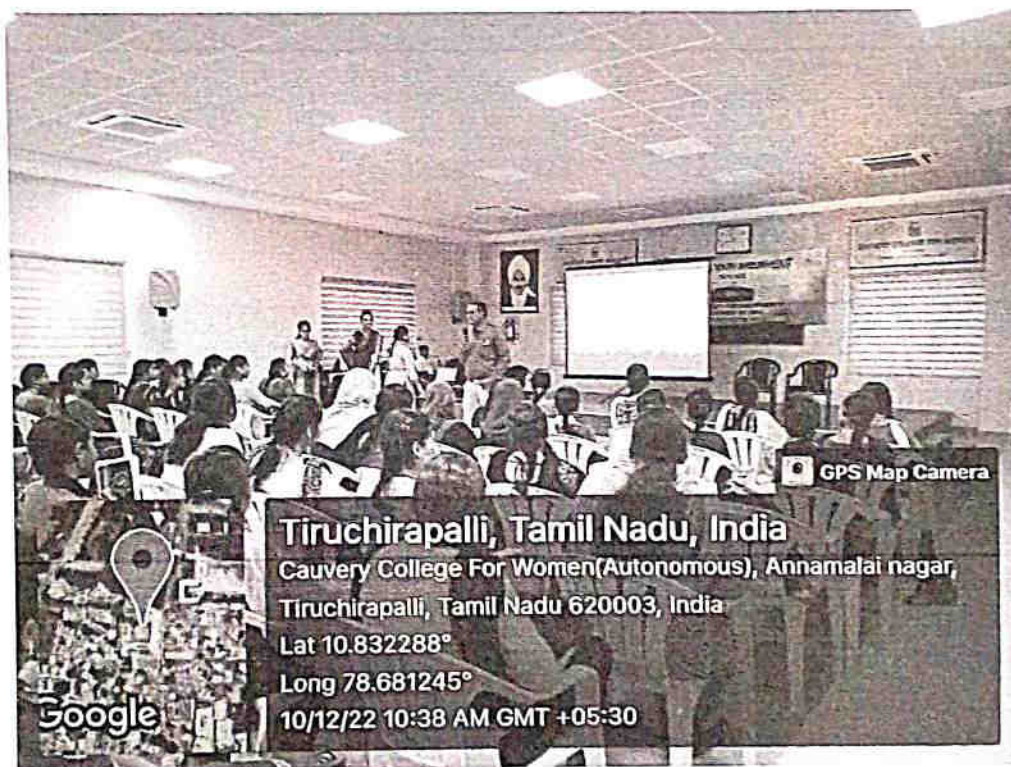 GPS Map Camera
Tiruchirapalli, Tamil Nadu, India
Cauvery College For Women(Autonomous), Annamalai nagar,
Tiruchirapalli, Tamil Nadu 620003, India
Lat 10.832288°
Long 78.681245°
10/12/22 10:38 AM GMT +05:30
Google